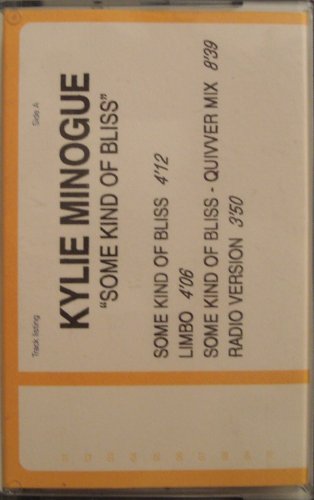 Track listing
Side A
KYLIE MINOGUE
"SOME KIND OF BLISS"
SOME KIND OF BLISS 4'12
LIMBO 4'06
SOME KIND OF BLISS - QUIVVER MIX 8'39
RADIO VERSION 3'50